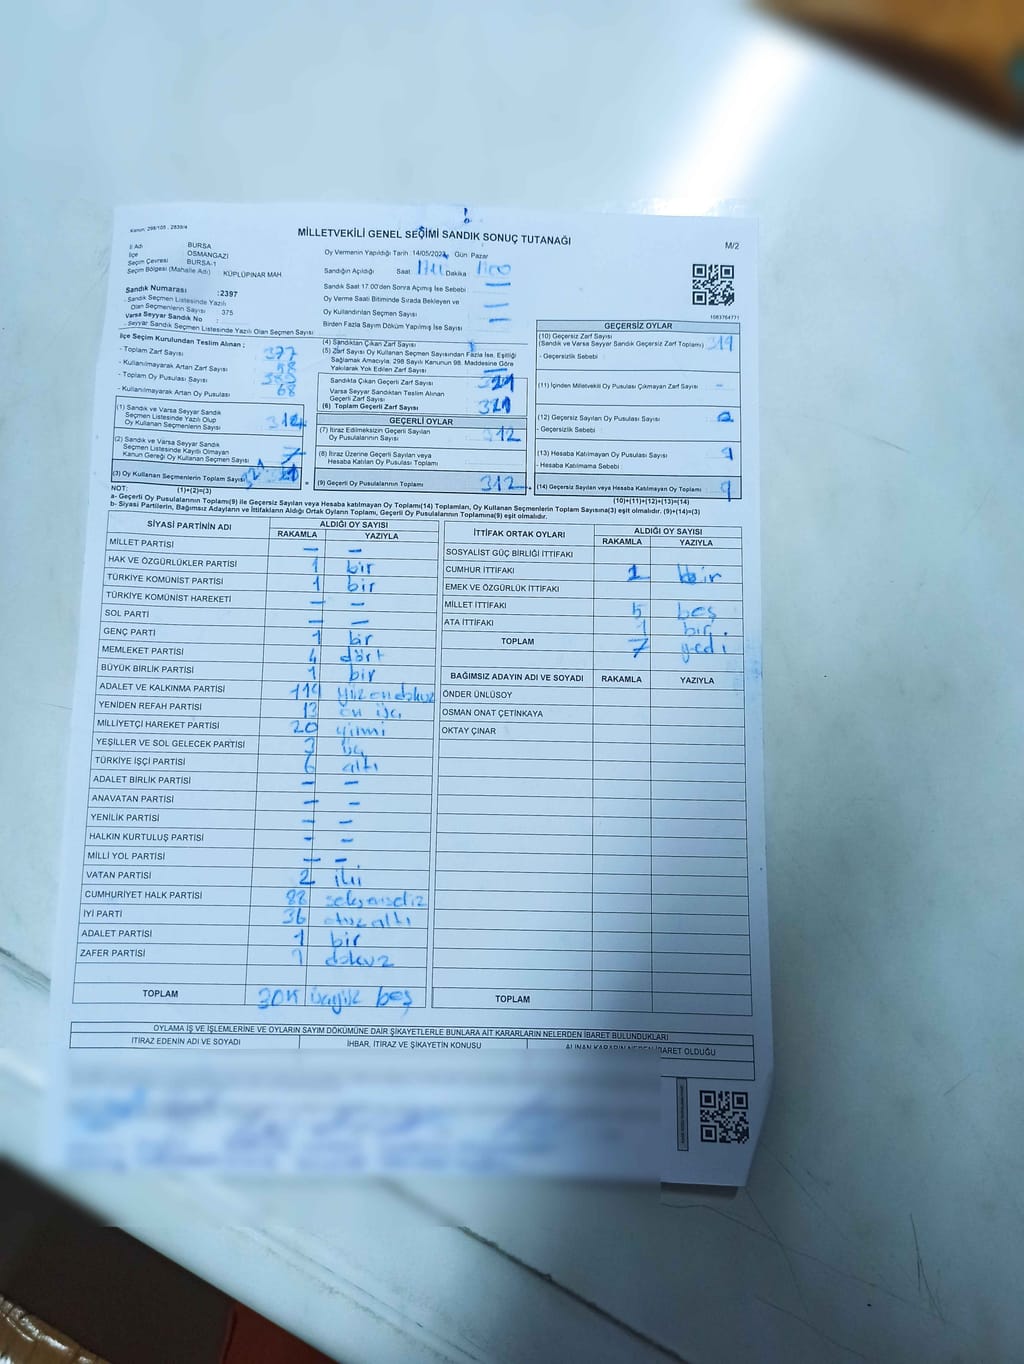 Kanun: 298/105 , 2839/4
MİLLETVEKİLİ GENEL SEÇİMİ SANDIK SONUÇ TUTANAĞI
M/2
İl Adı BURSA
İlçe OSMANGAZİ
Seçim Çevresi BURSA-1
Seçim Bölgesi (Mahalle Adı) : KÜPLÜPINAR MAH
Sandık Numarası :2397
- Sandık Seçmen Listesinde Yazılı
Olan Seçmenlerin Sayısı 375
Varsa Seyyar Sandık No :
- Seyyar Sandık Seçmen Listesinde Yazılı Olan Seçmen Sayısı
Oy Vermenin Yapıldığı Tarih 14/05/2023 Gün Pazar
Sandığın Açıldığı Saat Dakika
Sandık Saat 17.00'den Sonra Açılmış İse Sebebi —
Oy Verme Saati Bitiminde Sırada Bekleyen ve
Oy Kullandırılan Seçmen Sayısı —
Birden Fazla Sayım Döküm Yapılmış İse Sayısı —
1583764771
İlçe Seçim Kurulundan Teslim Alınan ;
- Toplam Zarf Sayısı 377
- Kullanılmayarak Artan Zarf Sayısı
- Toplam Oy Pusulası Sayısı
- Kullanılmayarak Artan Oy Pusulası 68
(1) Sandık ve Varsa Seyyar Sandık
Seçmen Listesinde Yazılı Olup
Oy Kullanan Seçmenlerin Sayısı 314
(2) Sandık ve Varsa Seyyar Sandık
Seçmen Listesinde Kayıtlı Olmayan
Kanun Gereği Oy Kullanan Seçmen Sayısı 7
(3) Oy Kullanan Seçmenlerin Toplam Sayısı
(4) Sandıktan Çıkan Zarf Sayısı
(5) Zarf Sayısı Oy Kullanan Seçmen Sayısından Fazla İse, Eşitliği
Sağlamak Amacıyla, 298 Sayılı Kanunun 98. Maddesine Göre
Yakılarak Yok Edilen Zarf Sayısı —
Sandıkta Çıkan Geçerli Zarf Sayısı 321
Varsa Seyyar Sandıktan Teslim Alınan
Geçerli Zarf Sayısı
(6) Toplam Geçerli Zarf Sayısı 321
GEÇERLİ OYLAR
(7) İtiraz Edilmeksizin Geçerli Sayılan
Oy Pusulalarının Sayısı 312
(8) İtiraz Üzerine Geçerli Sayılan veya
Hesaba Katılan Oy Pusulası Toplamı
(9) Geçerli Oy Pusulalarının Toplamı 312
GEÇERSİZ OYLAR
(10) Geçersiz Zarf Sayısı
(Sandık ve Varsa Seyyar Sandık Geçersiz Zarf Toplamı)
- Geçersizlik Sebebi
(11) İçinden Milletvekili Oy Pusulası Çıkmayan Zarf Sayısı -
(12) Geçersiz Sayılan Oy Pusulası Sayısı
- Geçersizlik Sebebi :
(13) Hesaba Katılmayan Oy Pusulası Sayısı 9
- Hesaba Katılmama Sebebi
(14) Geçersiz Sayılan veya Hesaba Katılmayan Oy Toplamı 9
NOT: (1)+(2)=(3) (10)+(11)+(12)+(13)=(14)
a- Geçerli Oy Pusulalarının Toplamı(9) ile Geçersiz Sayılan veya Hesaba katılmayan Oy Toplam(14) Toplamları, Oy Kullanan Seçmenlerin Toplam Sayısına(3) eşit olmalıdır. (9)+(14)=(3)
b- Siyasi Partilerin, Bağımsız Adayların ve İttifakların Aldığı Ortak Oyların Toplamı, Geçerli Oy Pusulalarının Toplamına(9) eşit olmalıdır.
SİYASİ PARTİNİN ADI ALDIĞI OY SAYISI
RAKAMLA YAZIYLA
MİLLET PARTİSİ — —
HAK VE ÖZGÜRLÜKLER PARTİSİ 1 bir
TÜRKİYE KOMÜNİST PARTİSİ 1 bir
TÜRKİYE KOMÜNİST HAREKETİ — —
SOL PARTİ — —
GENÇ PARTİ 1 bir
MEMLEKET PARTİSİ 4 dört
BÜYÜK BİRLİK PARTİSİ 1 bir
ADALET VE KALKINMA PARTİSİ 119 yüzondokuz
YENİDEN REFAH PARTİSİ 13 on üç
MİLLİYETÇİ HAREKET PARTİSİ 20 yirmi
YEŞİLLER VE SOL GELECEK PARTİSİ 3 üç
TÜRKİYE İŞÇİ PARTİSİ 6 altı
ADALET BİRLİK PARTİSİ — —
ANAVATAN PARTİSİ — —
YENİLİK PARTİSİ — —
HALKIN KURTULUŞ PARTİSİ — —
MİLLİ YOL PARTİSİ — —
VATAN PARTİSİ 2 iki
CUMHURİYET HALK PARTİSİ 88 seksensekiz
İYİ PARTİ 36 otuz altı
ADALET PARTİSİ 1 bir
ZAFER PARTİSİ 9 dokuz
TOPLAM üçyüz beş
İTTİFAK ORTAK OYLARI ALDIĞI OY SAYISI
RAKAMLA YAZIYLA
SOSYALİST GÜÇ BİRLİĞİ İTTİFAKI
CUMHUR İTTİFAKI 1 bir
EMEK VE ÖZGÜRLÜK İTTİFAKI
MİLLET İTTİFAKI 5 beş
ATA İTTİFAKI 1 bir.
TOPLAM 7 yedi
BAĞIMSIZ ADAYIN ADI VE SOYADI RAKAMLA YAZIYLA
ÖNDER ÜNLÜSOY
OSMAN ONAT ÇETİNKAYA
OKTAY ÇINAR
TOPLAM
OYLAMA İŞ VE İŞLEMLERİNE VE OYLARIN SAYIM DÖKÜMÜNE DAİR ŞİKAYETLERLE BUNLARA AİT KARARLARIN NELERDEN İBARET BULUNDUKLARI
İTİRAZ EDENİN ADI VE SOYADI İHBAR, İTİRAZ VE ŞİKAYETİN KONUSU ALINAN KARARIN NEDEN İBARET OLDUĞU